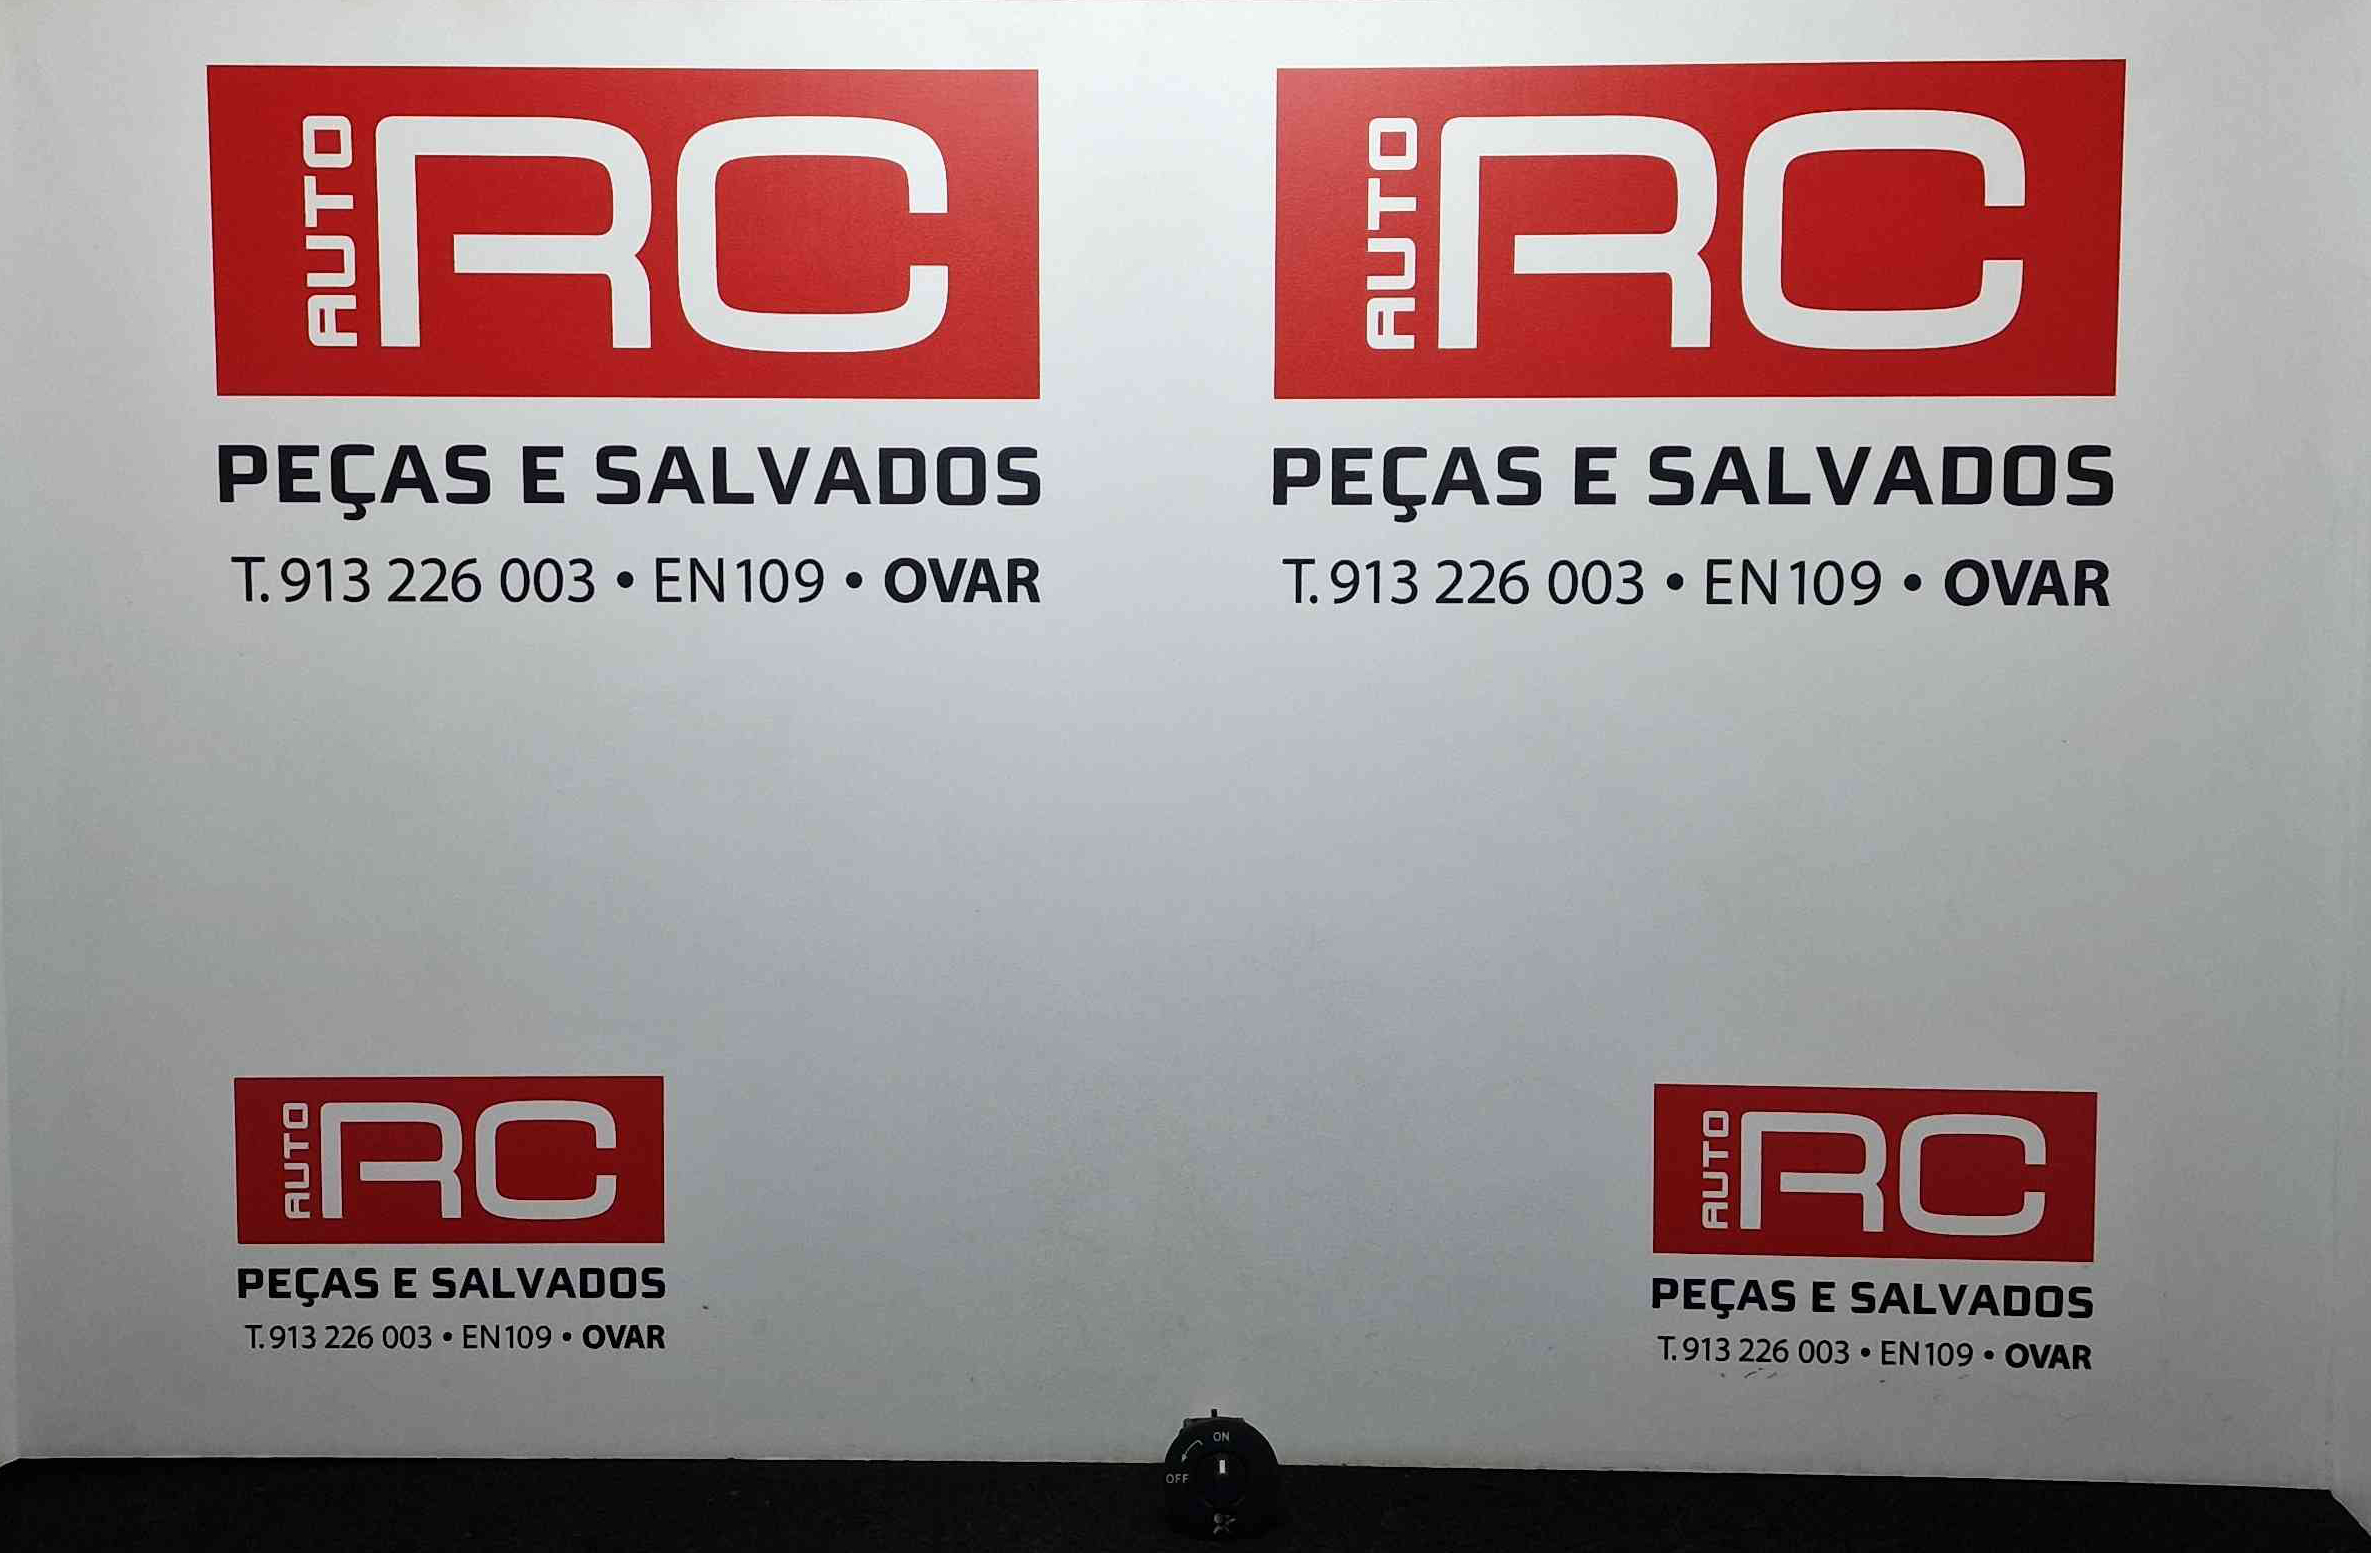 AUTO RC
PEÇAS E SALVADOS
T. 913 226 003 • EN109 • OVAR
AUTO RC
PEÇAS E SALVADOS
T. 913 226 003 • EN109 • OVAR
AUTO RC
PEÇAS E SALVADOS
T. 913 226 003 • EN109 • OVAR
AUTO RC
PEÇAS E SALVADOS
T. 913 226 003 • EN109 • OVAR
ON
OFF